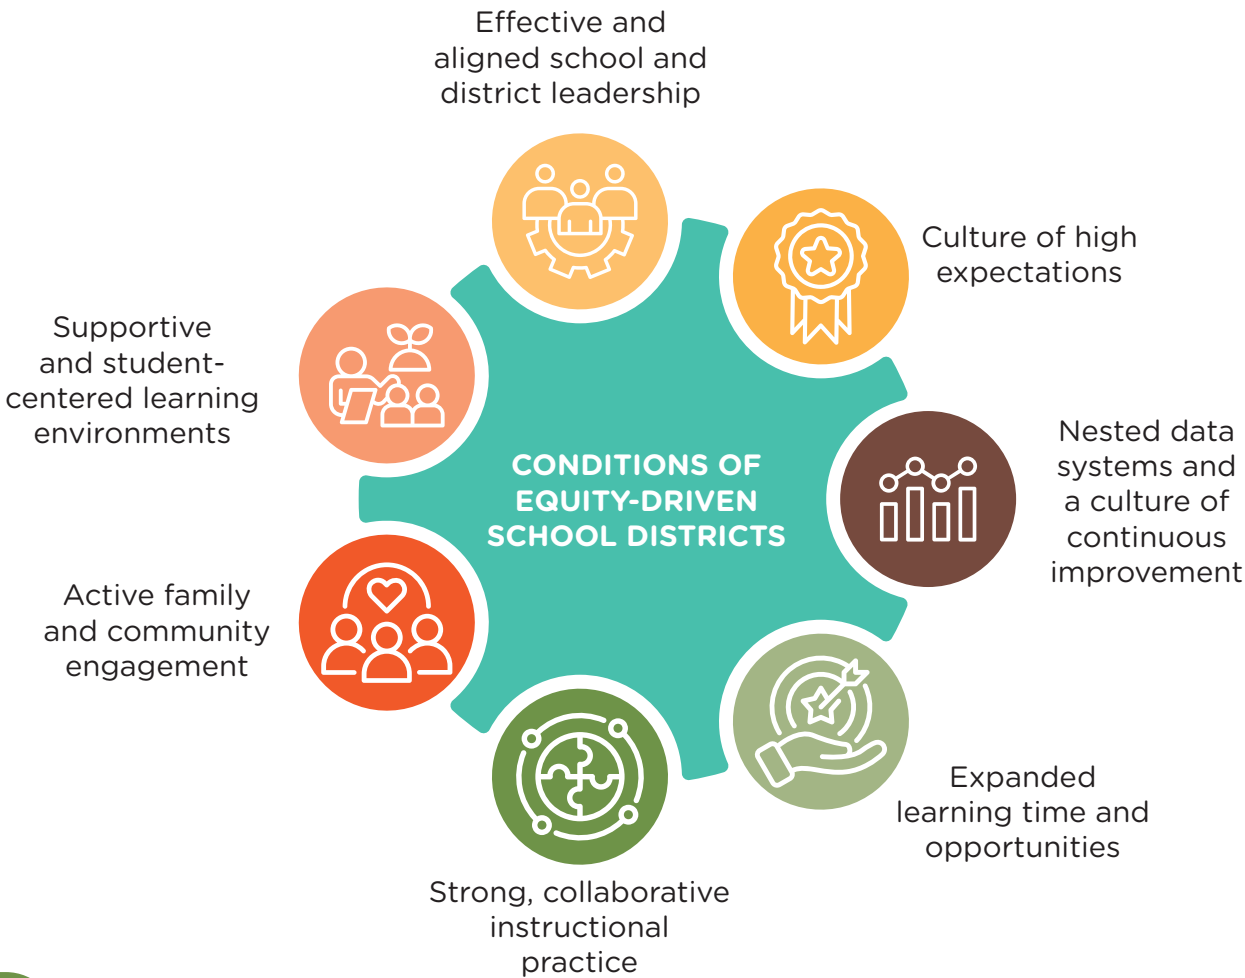 Effective and
aligned school and
district leadership
Culture of high
expectations
Supportive
and student-
centered learning
environments
Nested data
systems and
a culture of
continuous
improvement
CONDITIONS OF
EQUITY-DRIVEN
SCHOOL DISTRICTS
Active family
and community
engagement
Expanded
learning time and
opportunities
Strong, collaborative
instructional
practice